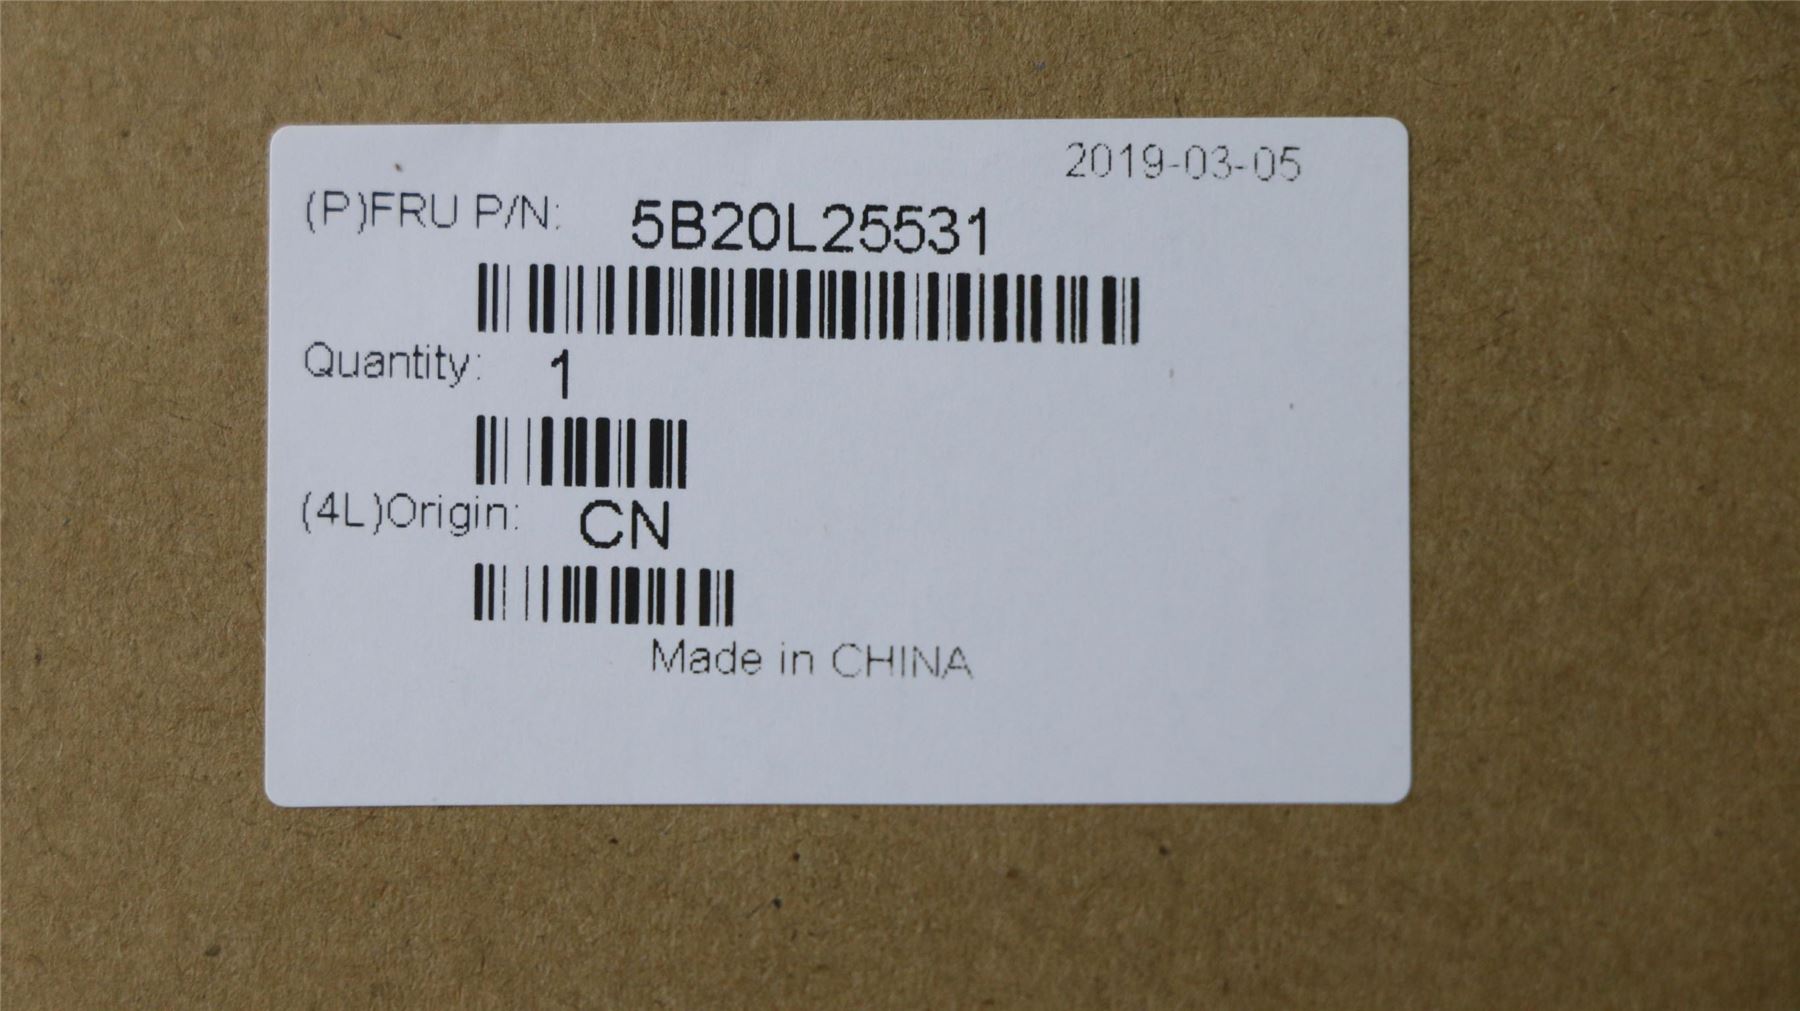 2019-03-05
(P)FRU P/N: 5B20L25531
Quantity: 1
(4L)Origin: CN
Made in CHINA